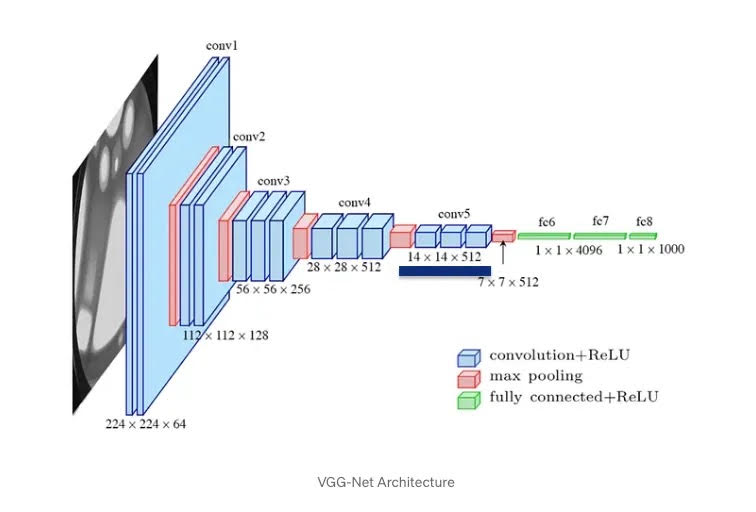 conv1
conv2
conv3
conv4
conv5
fc6
fc7
fc8
1 × 1 × 4096
1 × 1 × 1000
14 × 14 × 512
28 × 28 × 512
7 × 7 × 512
56 × 56 × 256
112 × 112 × 128
224 × 224 × 64
convolution+ReLU
max pooling
fully connected+ReLU
VGG-Net Architecture